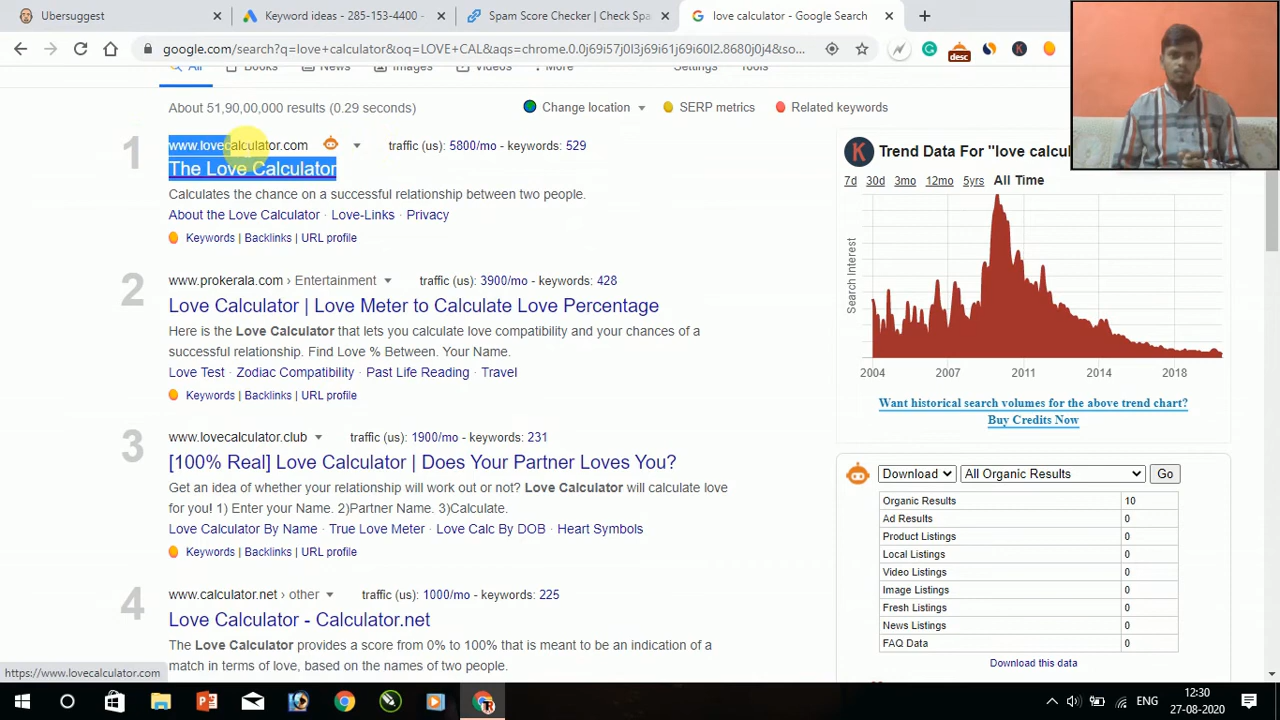 Ubersuggest
Keyword ideas - 285-153-4400 -
Spam Score Checker | Check Spa
love calculator - Google Search
google.com/search?q=love+calculator&oq=LOVE+CAL&aqs=chrome.0.0j69i57j0l3j69i61j69i60l2.8680j0j4&so...
desc
All
Books
News
Images
Videos
More
Settings
Tools
About 51,90,00,000 results (0.29 seconds)
Change location
SERP metrics
Related keywords
1
www.lovecalculator.com
traffic (us): 5800/mo - keywords: 529
The Love Calculator
Calculates the chance on a successful relationship between two people.
About the Love Calculator · Love-Links · Privacy
Keywords | Backlinks | URL profile
2
www.prokerala.com › Entertainment
traffic (us): 3900/mo - keywords: 428
Love Calculator | Love Meter to Calculate Love Percentage
Here is the Love Calculator that lets you calculate love compatibility and your chances of a
successful relationship. Find Love % Between. Your Name.
Love Test · Zodiac Compatibility · Past Life Reading · Travel
Keywords | Backlinks | URL profile
3
www.lovecalculator.club
traffic (us): 1900/mo - keywords: 231
[100% Real] Love Calculator | Does Your Partner Loves You?
Get an idea of whether your relationship will work out or not? Love Calculator will calculate love
for you! 1) Enter your Name. 2)Partner Name. 3)Calculate.
Love Calculator By Name · True Love Meter · Love Calc By DOB · Heart Symbols
Keywords | Backlinks | URL profile
4
www.calculator.net › other
traffic (us): 1000/mo - keywords: 225
Love Calculator - Calculator.net
The Love Calculator provides a score from 0% to 100% that is meant to be an indication of a
match in terms of love, based on the names of two people.
https://www.lovecalculator.com
K
Trend Data For "love calcul
7d 30d 3mo 12mo 5yrs All Time
Search Interest
2004 2007 2011 2014 2018
Want historical search volumes for the above trend chart?
Buy Credits Now
Download
All Organic Results
Go
Organic Results 10
Ad Results 0
Product Listings 0
Local Listings 0
Video Listings 0
Image Listings 0
Fresh Listings 0
News Listings 0
FAQ Data 0
Download this data
ENG
12:30
27-08-2020